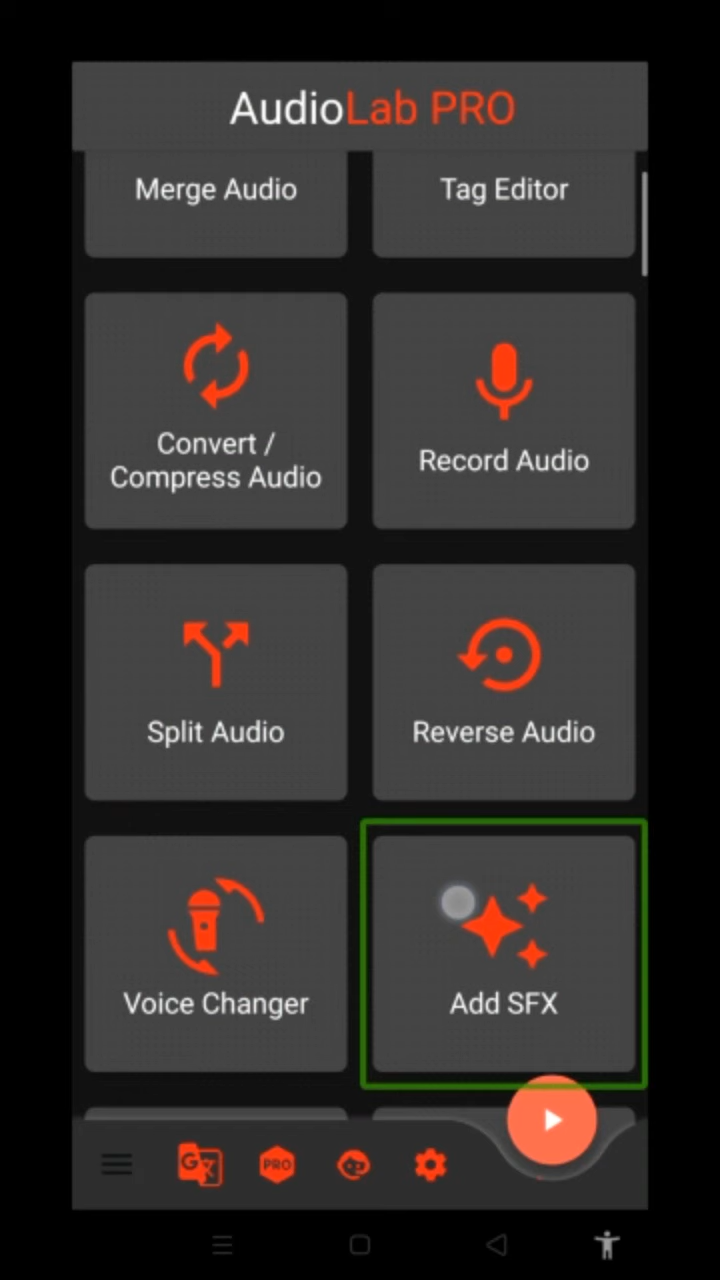 AudioLab PRO
Merge Audio
Tag Editor
Convert /
Compress Audio
Record Audio
Split Audio
Reverse Audio
Voice Changer
Add SFX
G
PRO